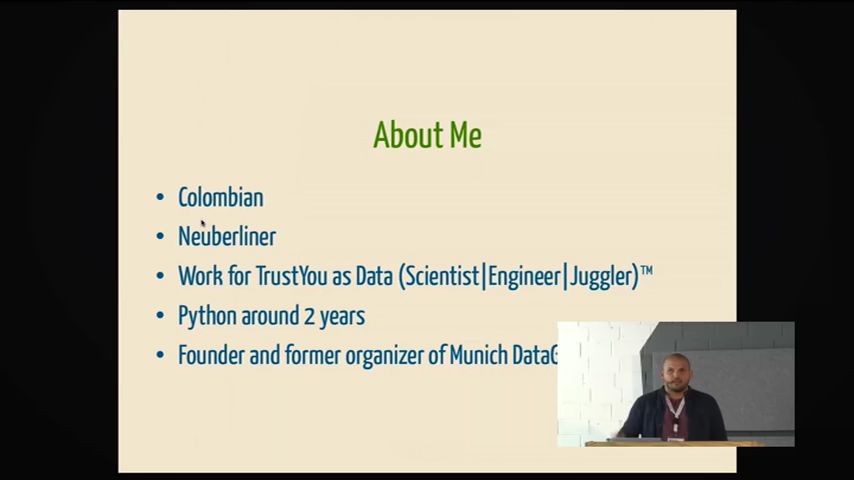 About Me
• Colombian
• Neuberliner
• Work for TrustYou as Data (Scientist|Engineer|Juggler)™
• Python around 2 years
• Founder and former organizer of Munich